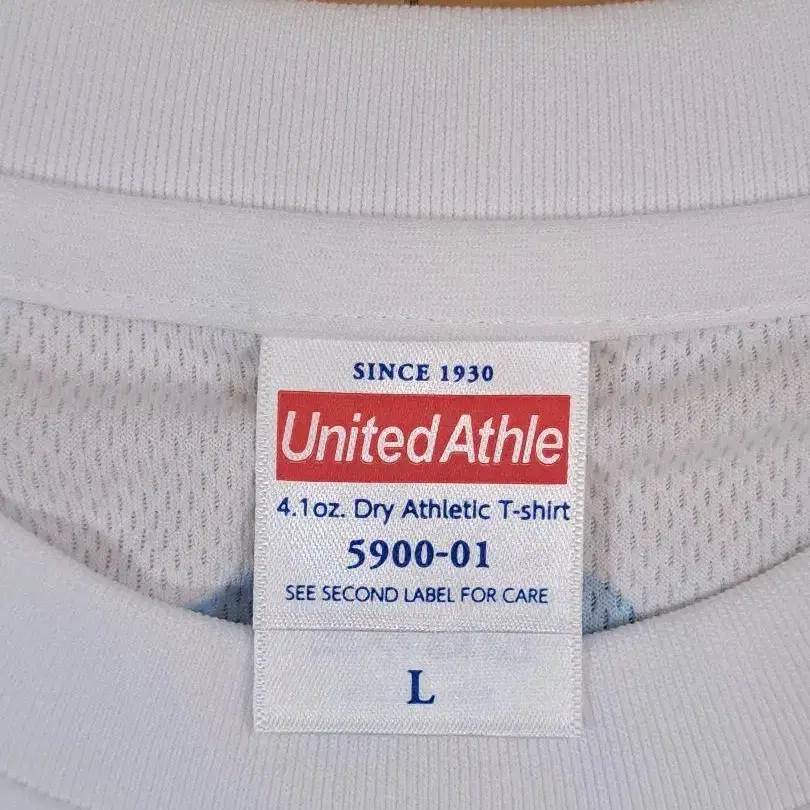 SINCE 1930
United Athle
4.1oz. Dry Athletic T-shirt
5900-01
SEE SECOND LABEL FOR CARE
L